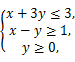 x + 3y ≤ 3,
x − y ≥ 1,
y ≥ 0,